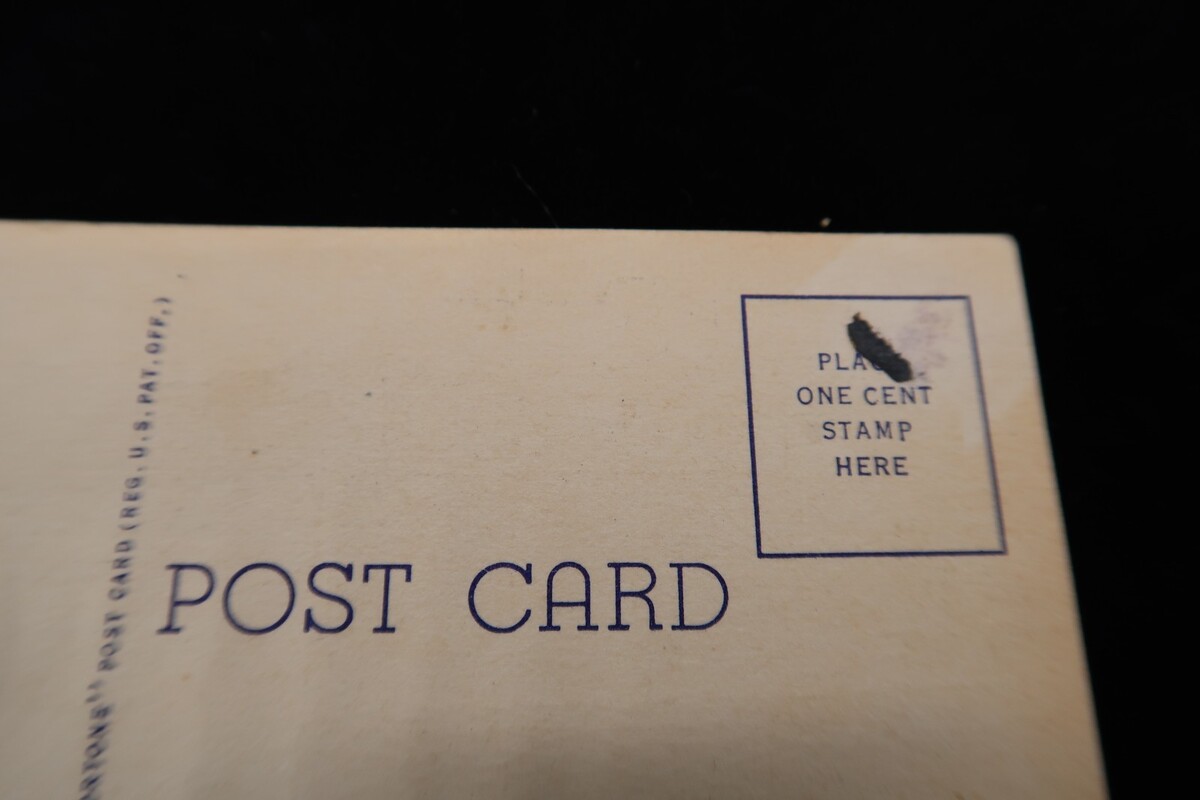 PLA
ONE CENT
STAMP
HERE
POST CARD
POST CARD (REG. U.S. PAT. OFF.)